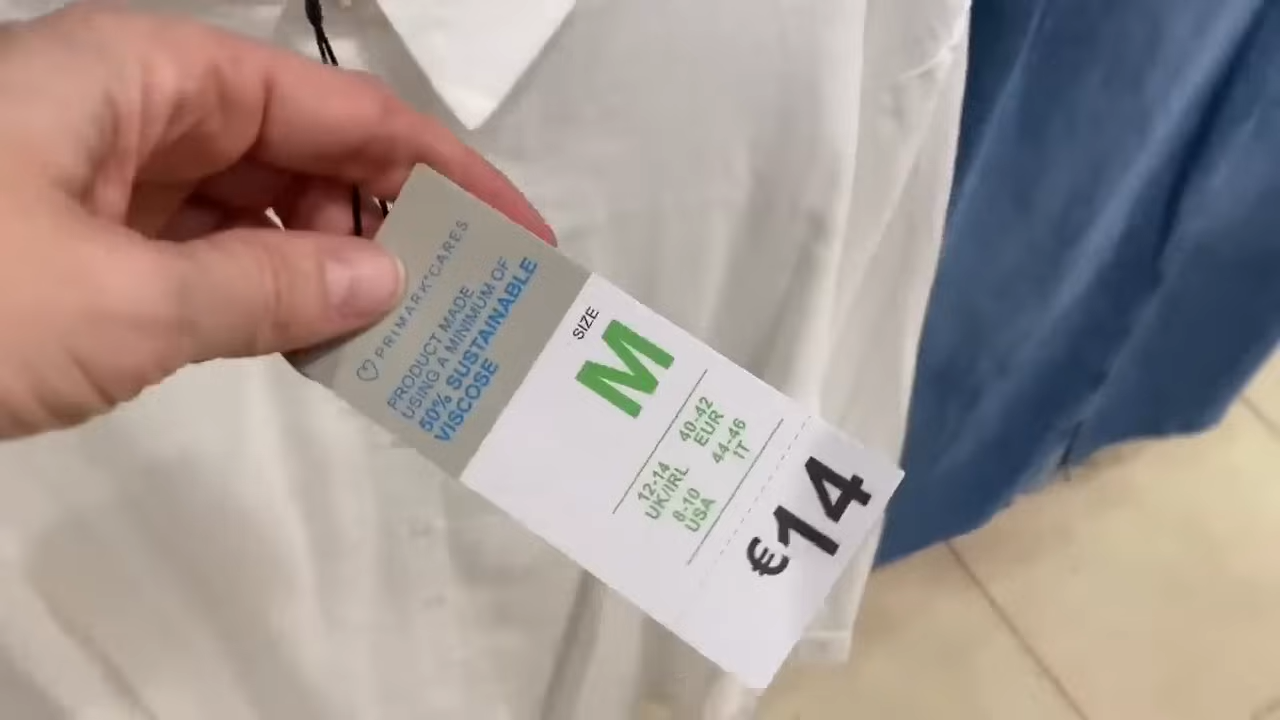 PRIMARK CARES
PRODUCT MADE
USING A MINIMUM OF
50% SUSTAINABLE
VISCOSE
SIZE
M
12-14
UK/IRL
40-42
EUR
8-10
USA
44-46
IT
€14